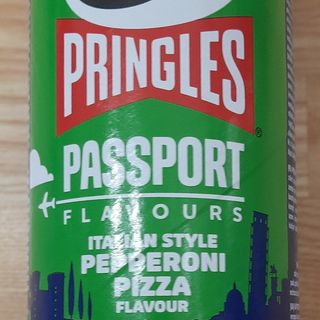 PRINGLES
®
PASSPORT
FLAVOURS
ITALIAN STYLE
PEPPERONI
PIZZA
FLAVOUR